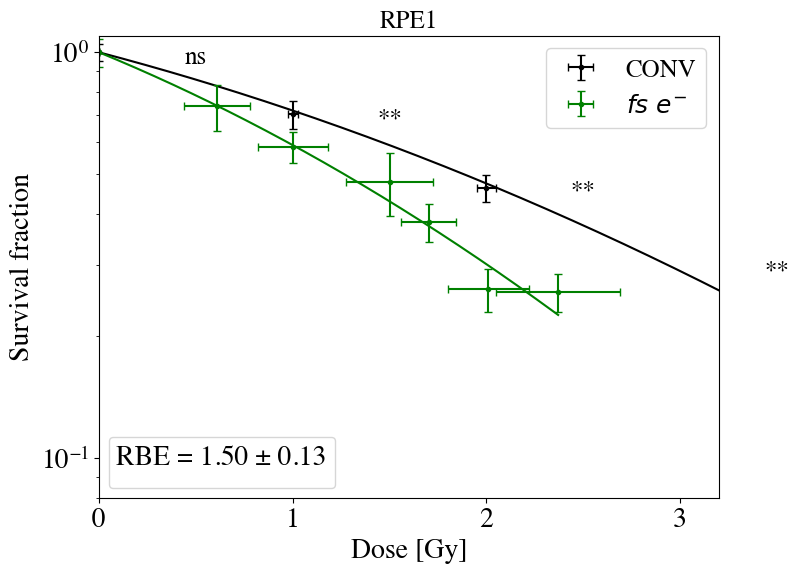 RPE1
10⁰
10⁻¹
Survival fraction
ns
**
**
**
CONV
fs e⁻
RBE = 1.50 ± 0.13
0 1 2 3
Dose [Gy]